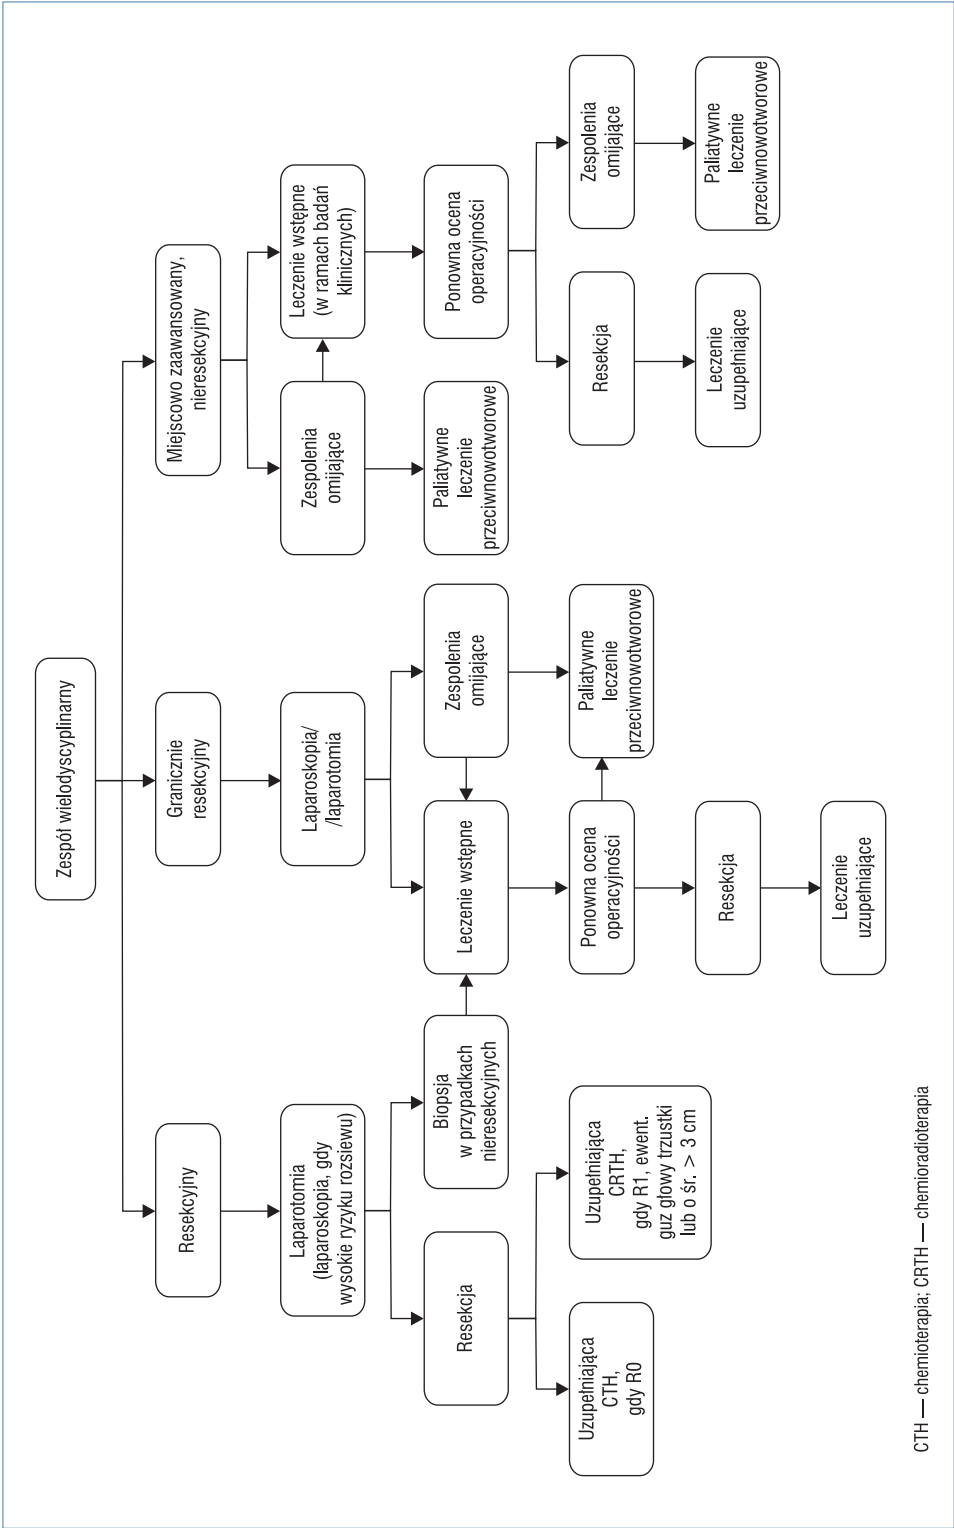 Zespół wielodyscyplinarny
Resekcyjny
Granicznie
resekcyjny
Miejscowo zaawansowany,
nieresekcyjny
Laparotomia
(laparoskopia, gdy
wysokie ryzyku rozsiewu)
Laparoskopia/
/laparotomia
Zespolenia
omijające
Leczenie wstępne
(w ramach badań
klinicznych)
Resekcja
Biopsja
w przypadkach
nieresekcyjnych
Leczenie wstępne
Zespolenia
omijające
Paliatywne
leczenie
przeciwnowotworowe
Ponowna ocena
operacyjności
Uzupełniająca
CTH,
gdy R0
Uzupełniająca
CRTH,
gdy R1, ewent.
guz głowy trzustki
lub o śr. > 3 cm
Ponowna ocena
operacyjności
Paliatywne
leczenie
przeciwnowotworowe
Resekcja
Zespolenia
omijające
Resekcja
Leczenie
uzupełniające
Paliatywne
leczenie
przeciwnowotworowe
Leczenie
uzupełniające
CTH — chemioterapia; CRTH — chemioradioterapia